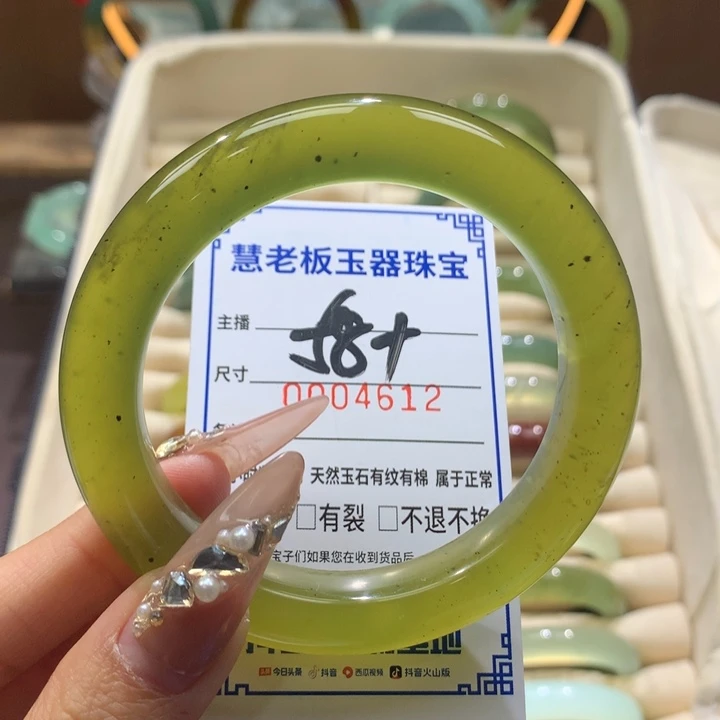 慧老板玉器珠宝
主播
58+
尺寸
0004612
天然玉石有纹有棉 属于正常
□有裂 □不退不换
宝子们如果您在收到货品后
今日头条 抖音 西瓜视频 抖音火山版